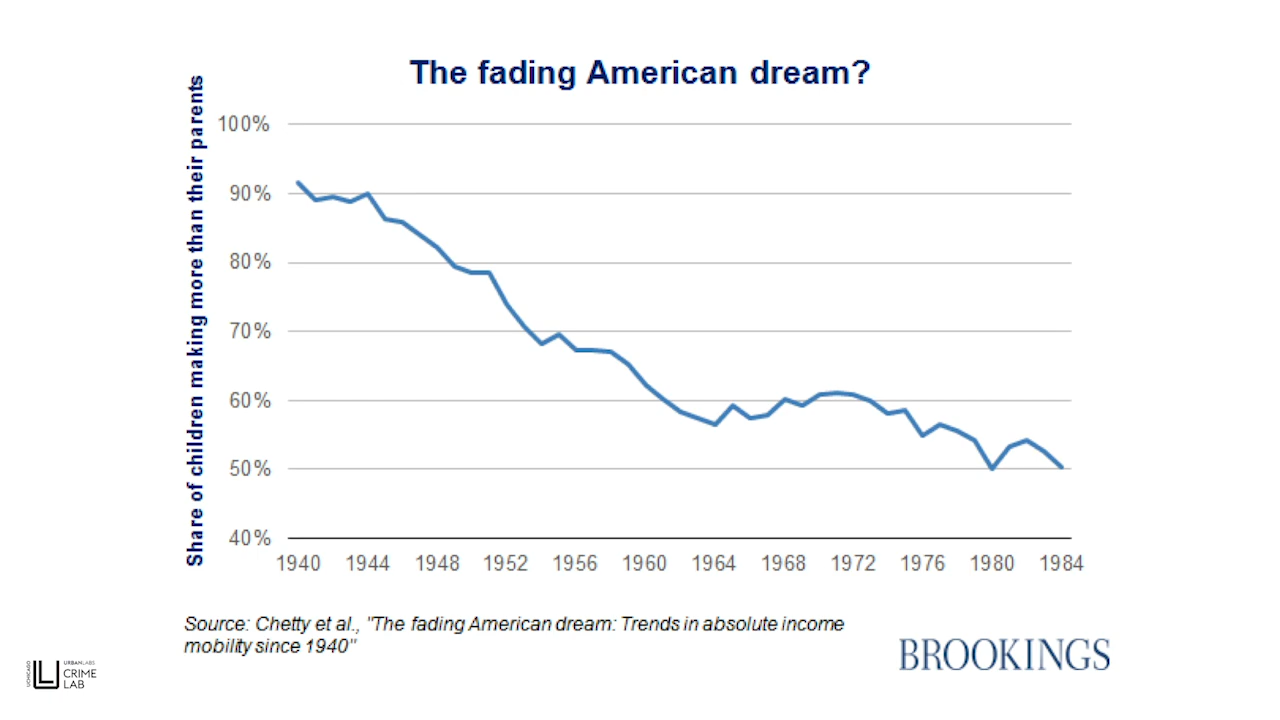 The fading American dream?
Share of children making more than their parents
100%
90%
80%
70%
60%
50%
40%
1940 1944 1948 1952 1956 1960 1964 1968 1972 1976 1980 1984
Source: Chetty et al., "The fading American dream: Trends in absolute income
mobility since 1940"
BROOKINGS
UCHICAGO
URBANLABS
CRIME
LAB